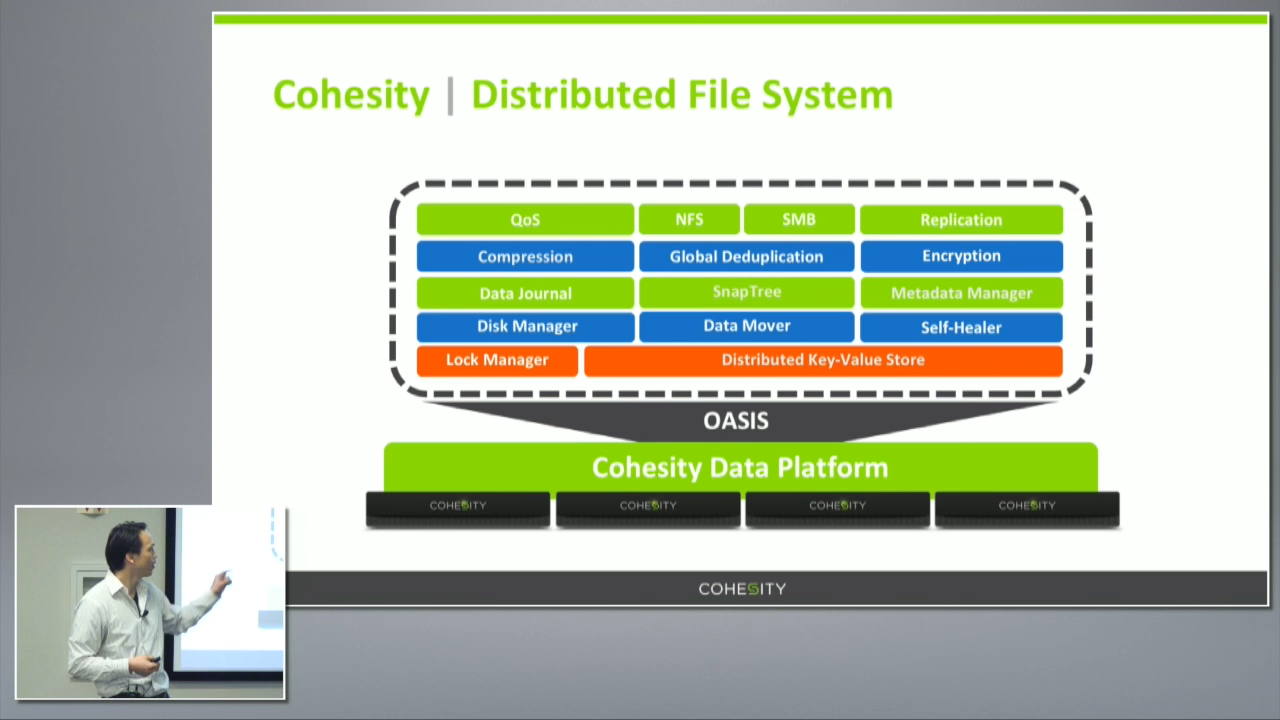 Cohesity | Distributed File System
QoS NFS SMB Replication
Compression Global Deduplication Encryption
Data Journal SnapTree Metadata Manager
Disk Manager Data Mover Self-Healer
Lock Manager Distributed Key-Value Store
OASIS
Cohesity Data Platform
COHESITY COHESITY COHESITY COHESITY
COHESITY